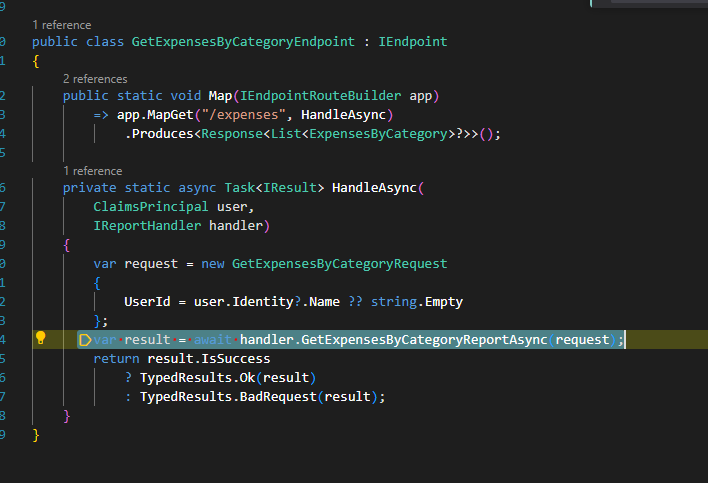 9
1 reference
0 public class GetExpensesByCategoryEndpoint : IEndpoint
1 {
2 references
2 public static void Map(IEndpointRouteBuilder app)
3 => app.MapGet("/expenses", HandleAsync)
4 .Produces<Response<List<ExpensesByCategory>?>>();
5
1 reference
6 private static async Task<IResult> HandleAsync(
7 ClaimsPrincipal user,
8 IReportHandler handler)
9 {
0 var request = new GetExpensesByCategoryRequest
1 {
2 UserId = user.Identity?.Name ?? string.Empty
3 };
4 var result = await handler.GetExpensesByCategoryReportAsync(request);
5 return result.IsSuccess
6 ? TypedResults.Ok(result)
7 : TypedResults.BadRequest(result);
8 }
9 }